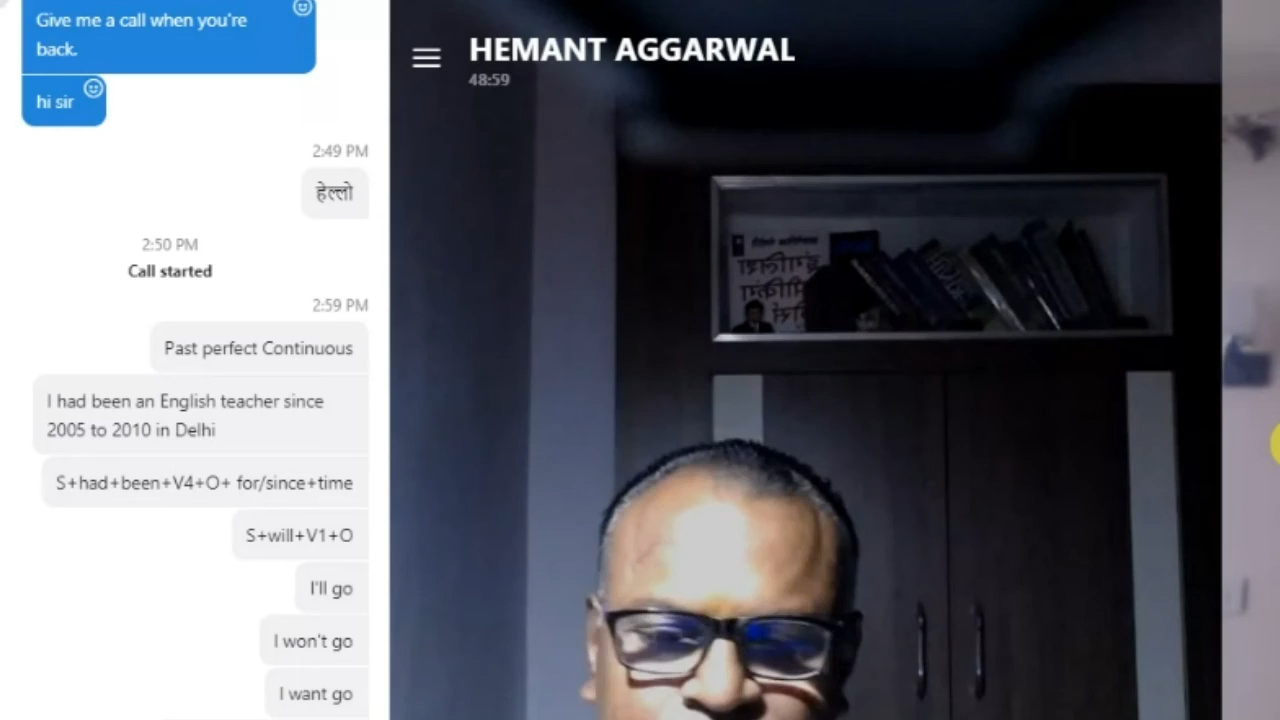 Give me a call when you're
back.
hi sir
2:49 PM
हेल्लो
2:50 PM
Call started
2:59 PM
Past perfect Continuous
I had been an English teacher since
2005 to 2010 in Delhi
S+had+been+V4+O+ for/since+time
S+will+V1+O
I'll go
I won't go
I want go
HEMANT AGGARWAL
48:59
इंगलिश